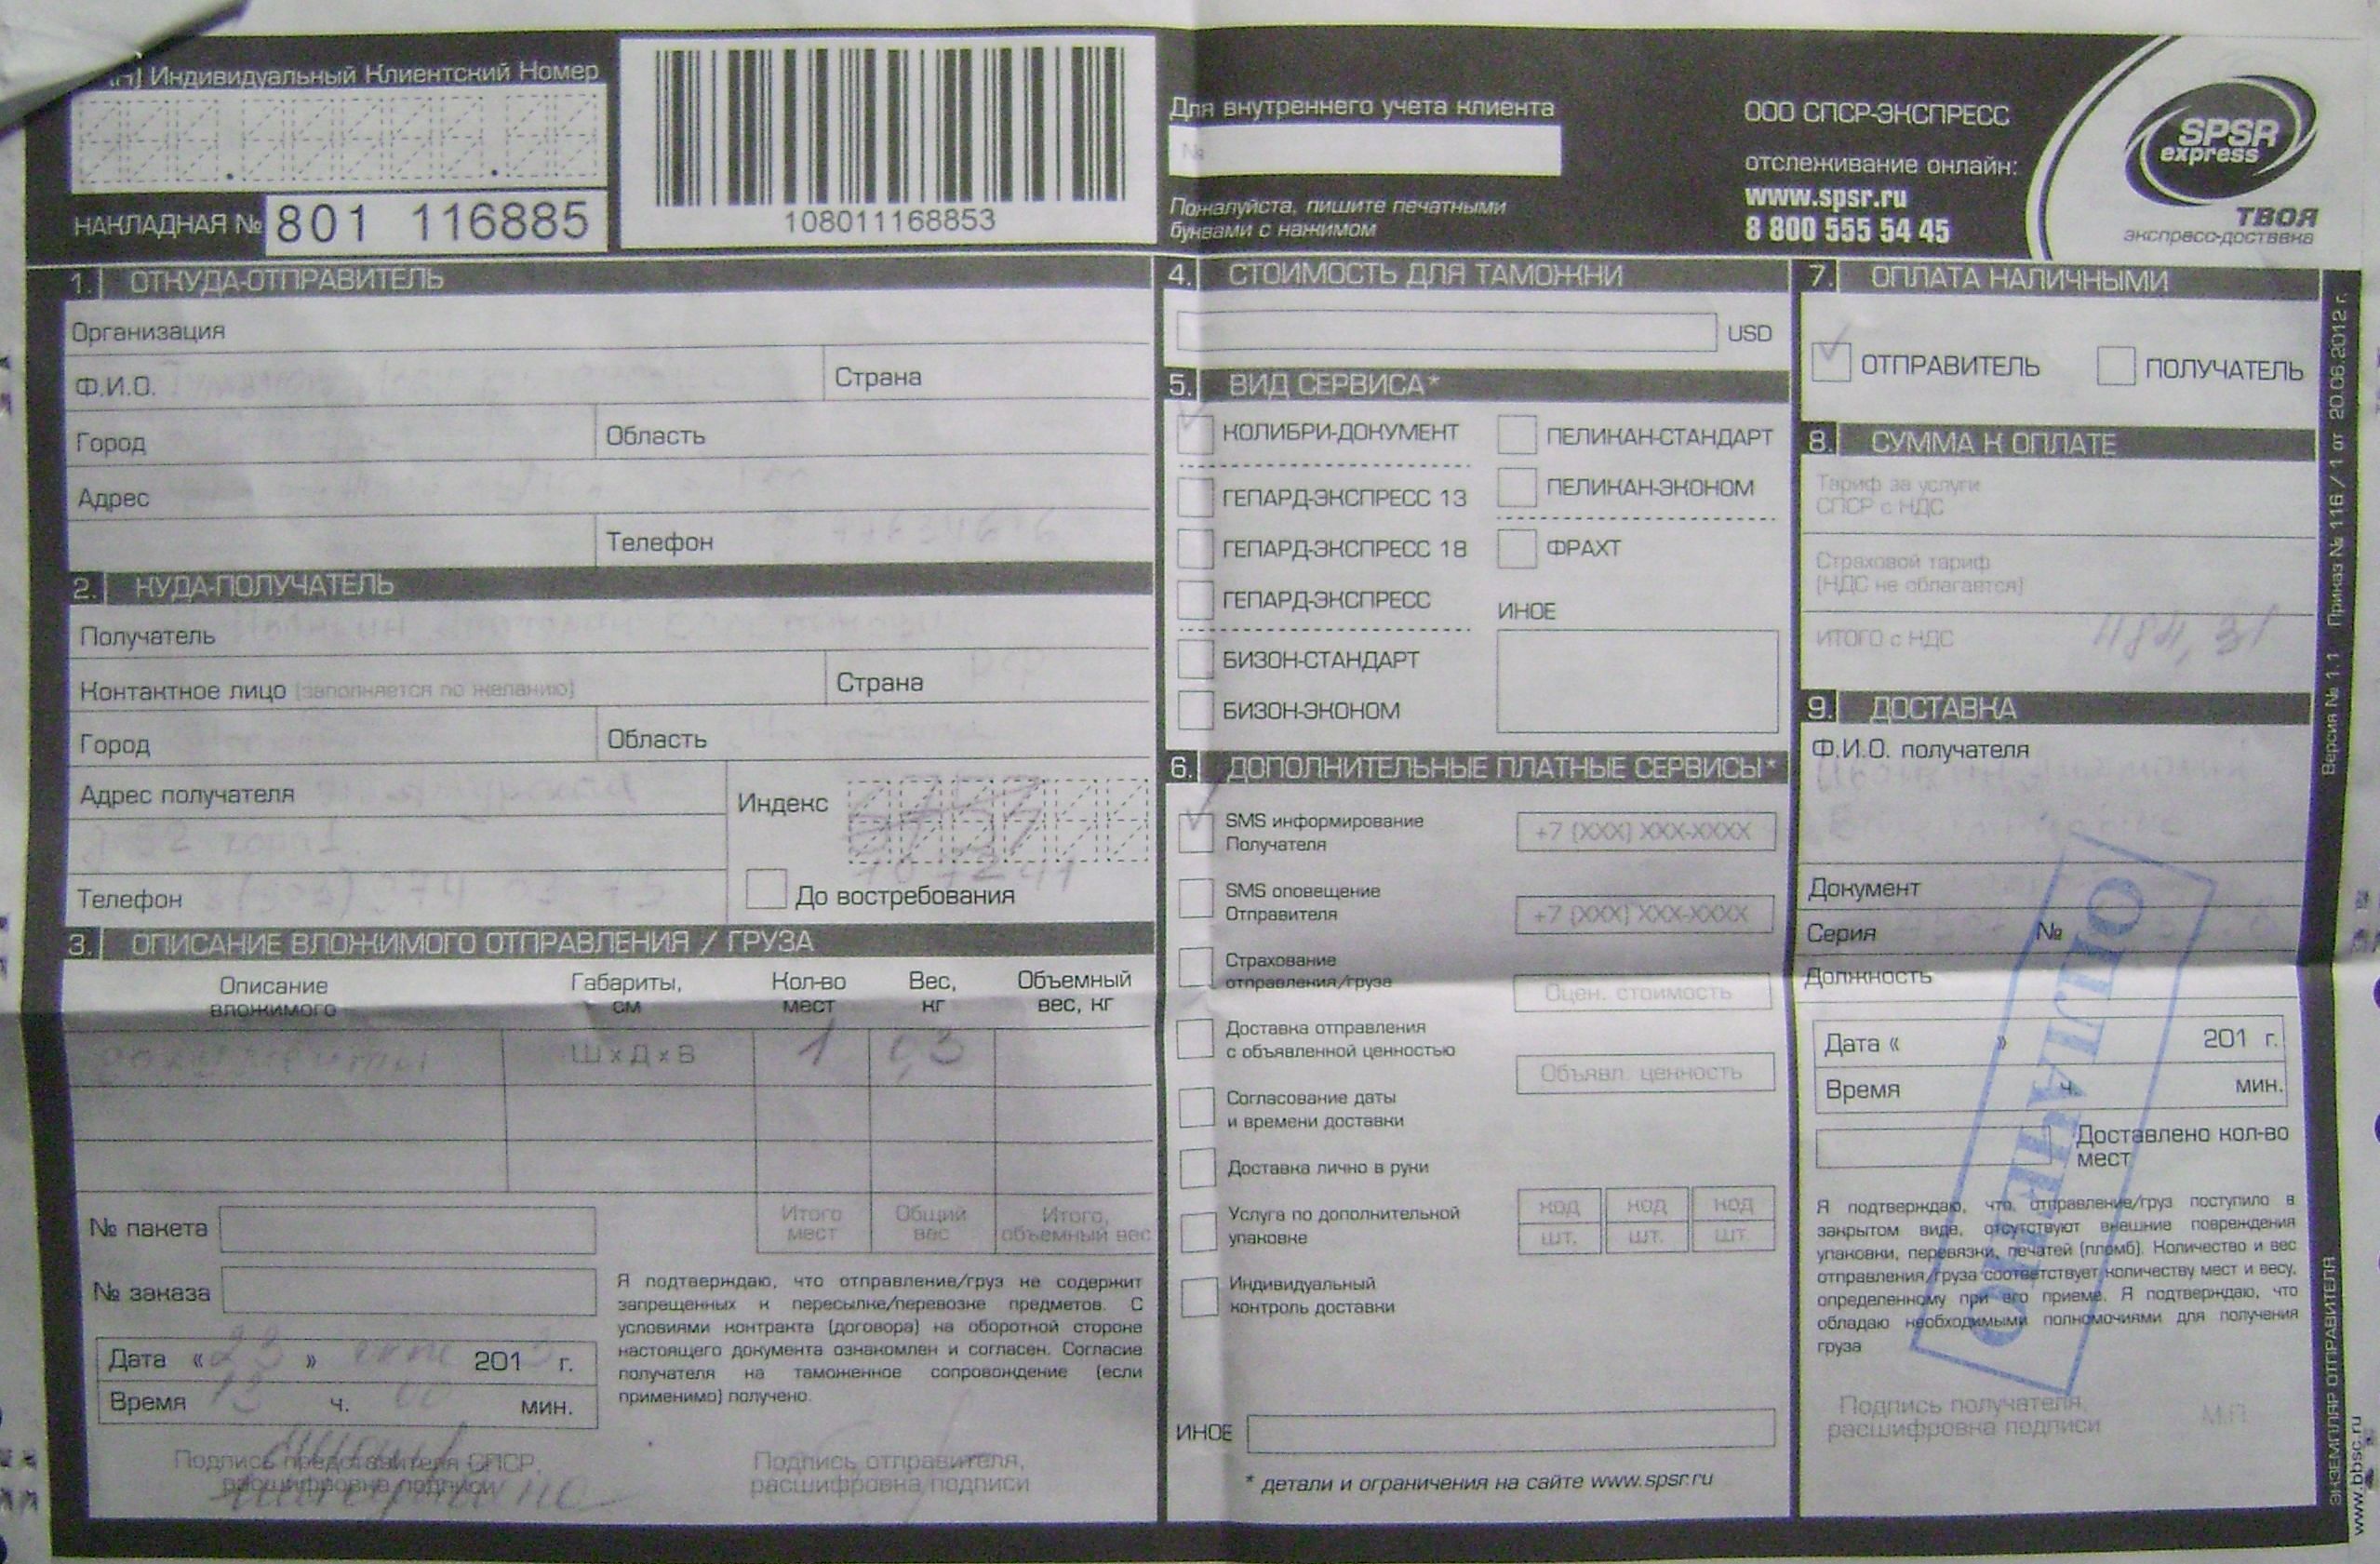 Индивидуальный Клиентский Номер
НАКЛАДНАЯ № 801 116885
108011168853
Для внутреннего учета клиента
№
Пожалуйста, пишите печатными
буквами с нажимом
ООО СПСР-ЭКСПРЕСС
отслеживание онлайн:
www.spsr.ru
8 800 555 54 45
SPSR
express
ТВОЯ
экспресс-доставка
1. ОТКУДА-ОТПРАВИТЕЛЬ
Организация
Ф.И.О. Страна
Город Область
Адрес
Телефон
2. КУДА-ПОЛУЧАТЕЛЬ
Получатель
Контактное лицо (заполняется по желанию) Страна
Город Область
Адрес получателя Индекс
Телефон
До востребования
3. ОПИСАНИЕ ВЛОЖИМОГО ОТПРАВЛЕНИЯ / ГРУЗА
Описание вложимого Габариты, см Кол-во мест Вес, кг Объемный вес, кг
документы Ш х Д х В 1 0,3
№ пакета
Итого мест Общий вес Итого, объемный вес
№ заказа
Дата « 23 » 201 3 г.
Время 13 ч. 00 мин.
Я подтверждаю, что отправление/груз не содержит
запрещенных к пересылке/перевозке предметов. С
условиями контракта (договора) на оборотной стороне
настоящего документа ознакомлен и согласен. Согласие
получателя на таможенное сопровождение (если
применимо) получено.
Подпись представителя СПСР,
расшифровка подписи
Подпись отправителя,
расшифровка подписи
4. СТОИМОСТЬ ДЛЯ ТАМОЖНИ
USD
5. ВИД СЕРВИСА*
КОЛИБРИ-ДОКУМЕНТ ПЕЛИКАН-СТАНДАРТ
ГЕПАРД-ЭКСПРЕСС 13 ПЕЛИКАН-ЭКОНОМ
ГЕПАРД-ЭКСПРЕСС 18 ФРАХТ
ГЕПАРД-ЭКСПРЕСС ИНОЕ
БИЗОН-СТАНДАРТ
БИЗОН-ЭКОНОМ
6. ДОПОЛНИТЕЛЬНЫЕ ПЛАТНЫЕ СЕРВИСЫ*
SMS информирование
Получателя +7 (XXX) XXX-XXXX
SMS оповещение
Отправителя +7 (XXX) XXX-XXXX
Страхование
отправления/груза Оцен. стоимость
Доставка отправления
с объявленной ценностью Объявл. ценность
Согласование даты
и времени доставки
Доставка лично в руки
Услуга по дополнительной код код код
упаковке шт. шт. шт.
Индивидуальный
контроль доставки
ИНОЕ
* детали и ограничения на сайте www.spsr.ru
7. ОПЛАТА НАЛИЧНЫМИ
ОТПРАВИТЕЛЬ ПОЛУЧАТЕЛЬ
8. СУММА К ОПЛАТЕ
Тариф за услуги
СПСР с НДС
Страховой тариф
(НДС не облагается)
ИТОГО с НДС 1184,31
9. ДОСТАВКА
Ф.И.О. получателя
Документ
Серия №
Должность
Дата « » 201 г.
Время ч. мин.
Доставлено кол-во
мест
Я подтверждаю, что отправление/груз поступило в
закрытом виде, отсутствуют внешние повреждения
упаковки, перевязки, печатей (пломб). Количество и вес
отправления/груза соответствует количеству мест и весу,
определенному при его приеме. Я подтверждаю, что
обладаю необходимыми полномочиями для получения
груза
Подпись получателя,
расшифровка подписи
М.П.
Версия № 1.1 Приказ № 116 / 1 от 20.06.2012 г.
ЭКЗЕМПЛЯР ОТПРАВИТЕЛЯ
www.bbsc.ru